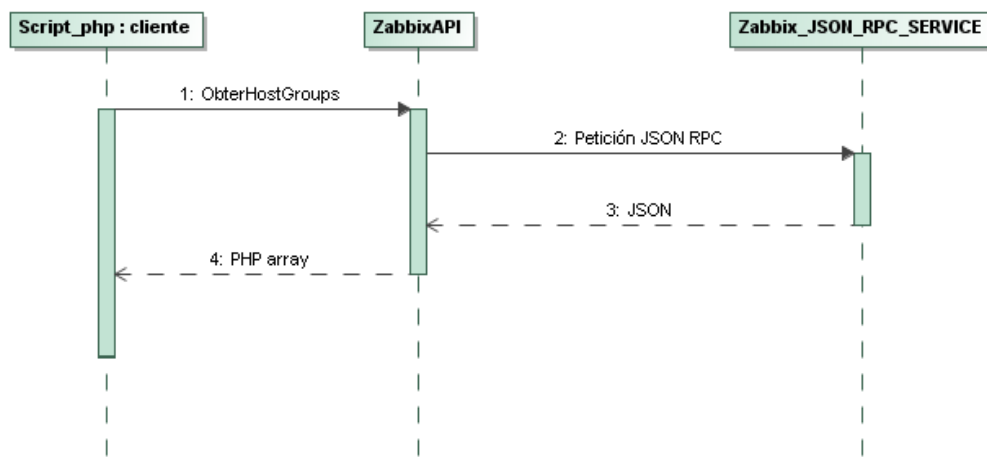 Script_php : cliente
ZabbixAPI
Zabbix_JSON_RPC_SERVICE
1: ObterHostGroups
2: Petición JSON RPC
3: JSON
4: PHP array